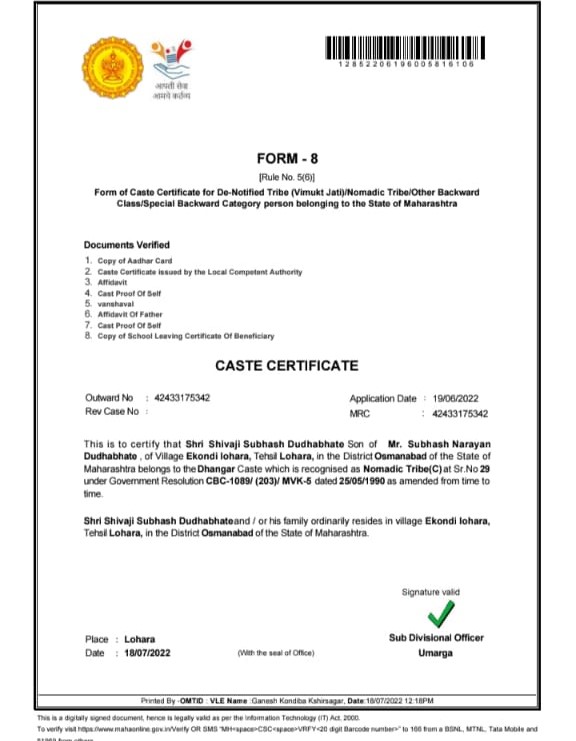 आपली सेवा
आमचे कर्तव्य
12852206196005816106
FORM - 8
[Rule No. 5(6)]
Form of Caste Certificate for De-Notified Tribe (Vimukt Jati)/Nomadic Tribe/Other Backward
Class/Special Backward Category person belonging to the State of Maharashtra
Documents Verified
1. Copy of Aadhar Card
2. Caste Certificate issued by the Local Competent Authority
3. Affidavit
4. Cast Proof Of Self
5. vanshaval
6. Affidavit Of Father
7. Cast Proof Of Self
8. Copy of School Leaving Certificate Of Beneficiary
CASTE CERTIFICATE
Outward No : 42433175342
Application Date : 19/06/2022
Rev Case No :
MRC : 42433175342
This is to certify that Shri Shivaji Subhash Dudhabhate Son of Mr. Subhash Narayan
Dudhabhate , of Village Ekondi lohara, Tehsil Lohara, in the District Osmanabad of the State of
Maharashtra belongs to the Dhangar Caste which is recognised as Nomadic Tribe(C) at Sr.No 29
under Government Resolution CBC-1089/ (203)/ MVK-5 dated 25/05/1990 as amended from time to
time.
Shri Shivaji Subhash Dudhabhateand / or his family ordinarily resides in village Ekondi lohara,
Tehsil Lohara, in the District Osmanabad of the State of Maharashtra.
Signature valid
Place : Lohara
Date : 18/07/2022
(With the seal of Office)
Sub Divisional Officer
Umarga
Printed By -OMTID : VLE Name :Ganesh Kondiba Kshirsagar, Date:18/07/2022 12:18PM
This is a digitally signed document, hence is legally valid as per the Information Technology (IT) Act, 2000.
To verify visit https://www.mahaonline.gov.in/Verify OR SMS "MH<space>CSC<space>VRFY<20 digit Barcode number>" to 166 from a BSNL, MTNL, Tata Mobile and